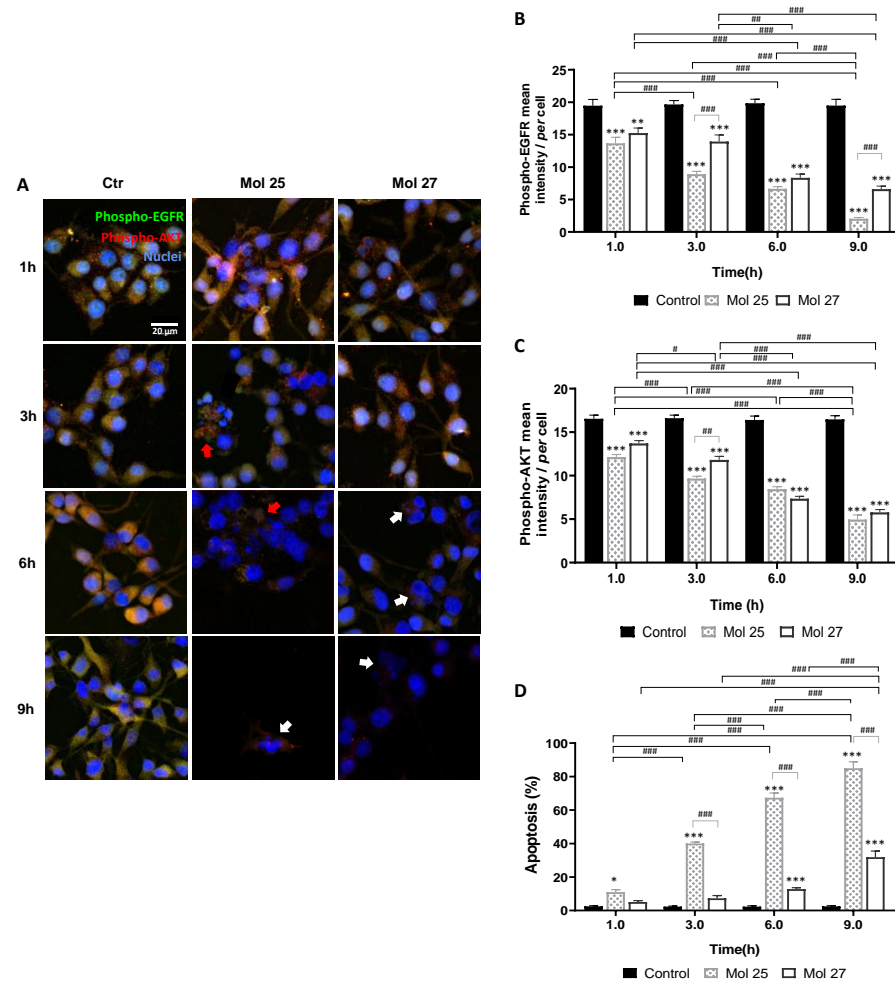 A
Ctr
Mol 25
Mol 27
Phospho-EGFR
Phospho-AKT
Nuclei
20 µm
1h
3h
6h
9h
B
###
##
###
###
###
###
###
###
###
###
###
Phospho-EGFR mean
intensity / per cell
25
20
15
10
5
0
***
**
***
***
***
***
***
***
1.0
3.0
6.0
9.0
Time(h)
Control
Mol 25
Mol 27
C
###
#
###
###
###
###
###
###
###
###
##
Phospho-AKT mean
intensity / per cell
20
15
10
5
0
***
***
***
***
***
***
***
***
1.0
3.0
6.0
9.0
Time (h)
Control
Mol 25
Mol 27
D
###
###
###
###
###
###
###
###
###
###
###
###
Apoptosis (%)
100
80
60
40
20
0
*
***
***
***
***
***
1.0
3.0
6.0
9.0
Time(h)
Control
Mol 25
Mol 27